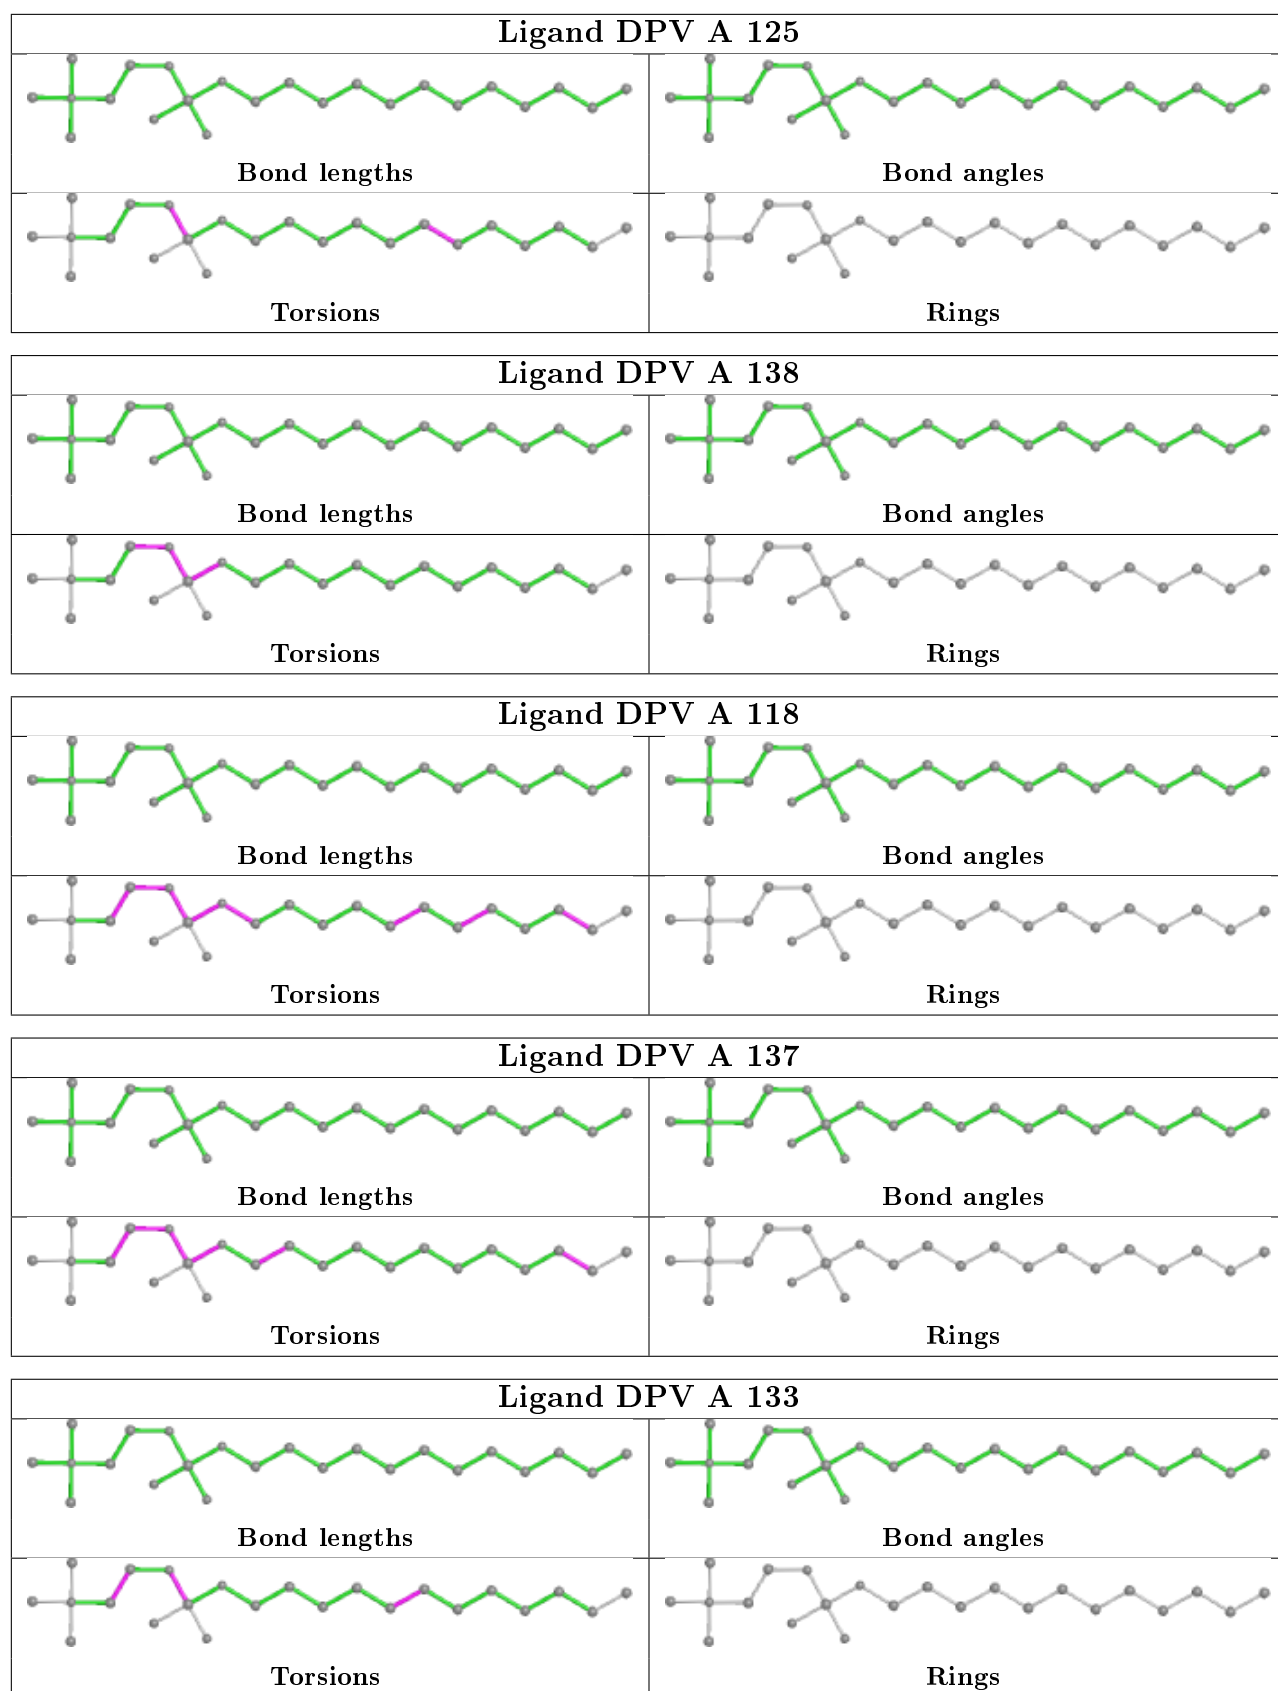 Ligand DPV A 125
Bond lengths
Bond angles
Torsions
Rings
Ligand DPV A 138
Bond lengths
Bond angles
Torsions
Rings
Ligand DPV A 118
Bond lengths
Bond angles
Torsions
Rings
Ligand DPV A 137
Bond lengths
Bond angles
Torsions
Rings
Ligand DPV A 133
Bond lengths
Bond angles
Torsions
Rings